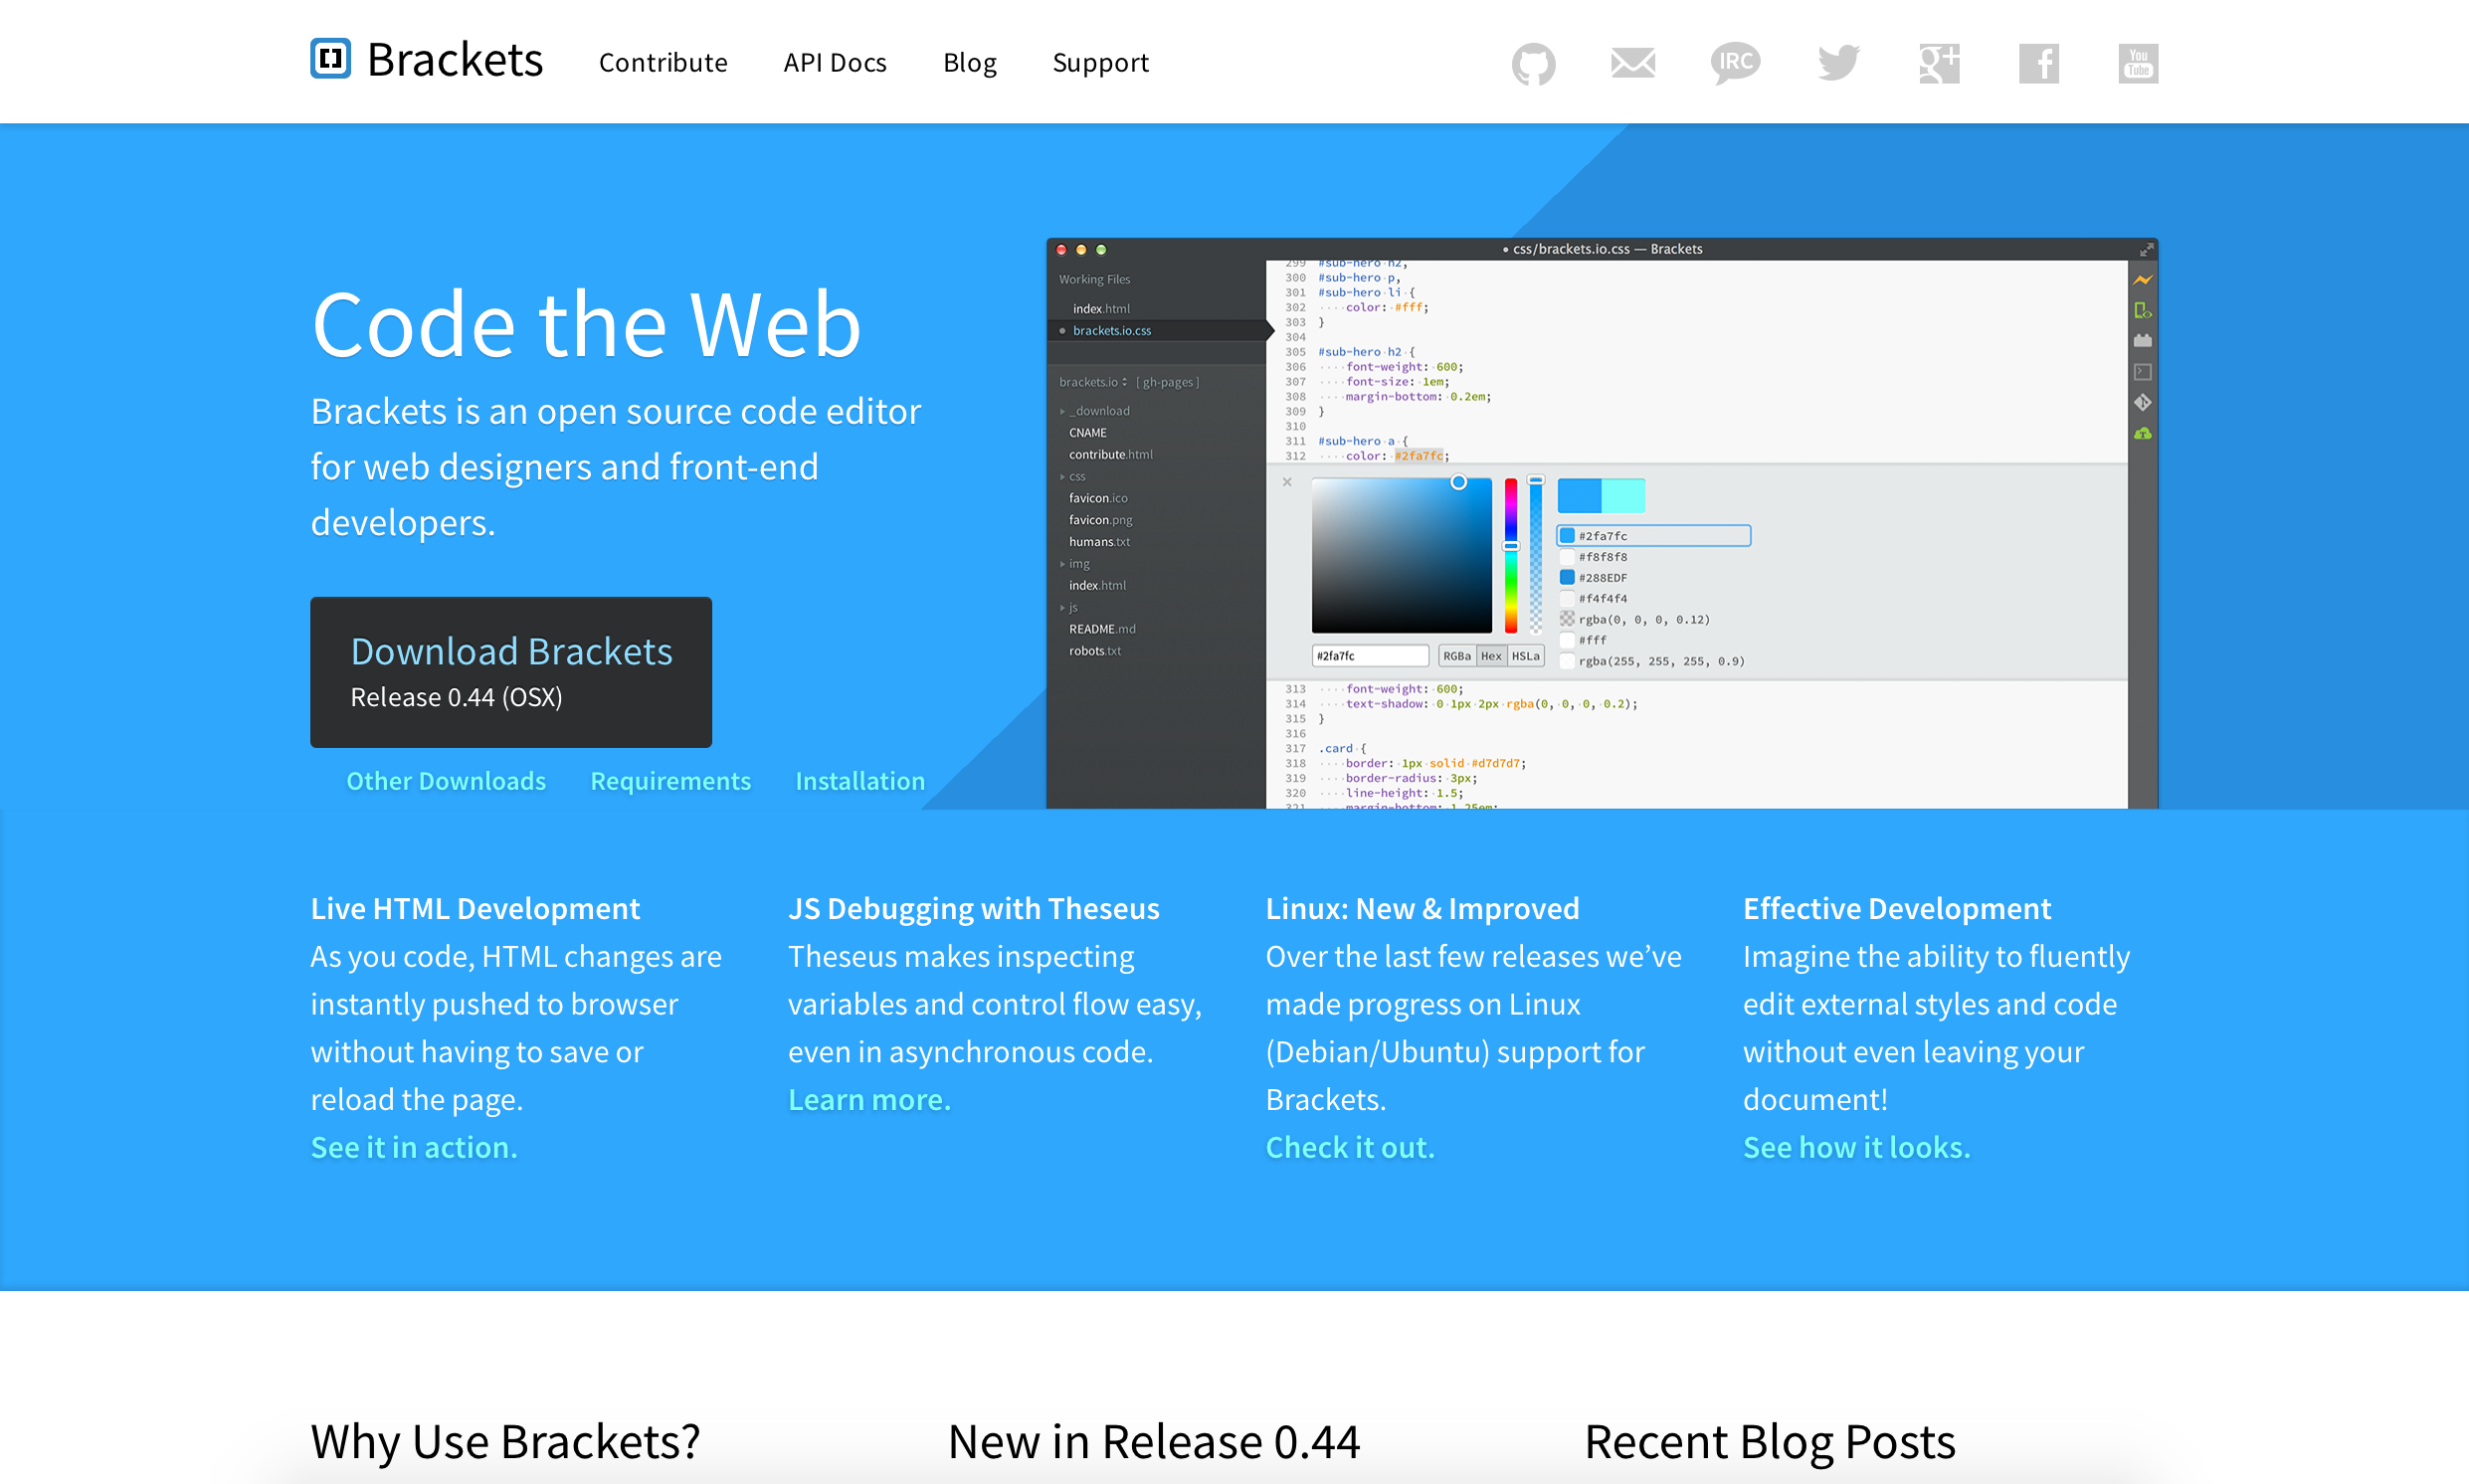 Brackets
Contribute
API Docs
Blog
Support
IRC
g+
f
You
Tube
Code the Web
Brackets is an open source code editor
for web designers and front-end
developers.
Download Brackets
Release 0.44 (OSX)
Other Downloads
Requirements
Installation
• css/brackets.io.css — Brackets
Working Files
index.html
brackets.io.css
brackets.io [ gh-pages ]
_download
CNAME
contribute.html
css
favicon.ico
favicon.png
humans.txt
img
index.html
js
README.md
robots.txt
299 #sub-hero h2,
300 #sub-hero p,
301 #sub-hero li {
302 color: #fff;
303 }
304
305 #sub-hero h2 {
306 font-weight: 600;
307 font-size: 1em;
308 margin-bottom: 0.2em;
309 }
310
311 #sub-hero a {
312 color: #2fa7fc;
#2fa7fc
#f8f8f8
#288EDF
#f4f4f4
rgba(0, 0, 0, 0.12)
#fff
rgba(255, 255, 255, 0.9)
#2fa7fc
RGBa
Hex
HSLa
313 font-weight: 600;
314 text-shadow: 0 1px 2px rgba(0, 0, 0, 0.2);
315 }
316
317 .card {
318 border: 1px solid #d7d7d7;
319 border-radius: 3px;
320 line-height: 1.5;
321 margin-bottom: 1.25em;
Live HTML Development
As you code, HTML changes are
instantly pushed to browser
without having to save or
reload the page.
See it in action.
JS Debugging with Theseus
Theseus makes inspecting
variables and control flow easy,
even in asynchronous code.
Learn more.
Linux: New & Improved
Over the last few releases we’ve
made progress on Linux
(Debian/Ubuntu) support for
Brackets.
Check it out.
Effective Development
Imagine the ability to fluently
edit external styles and code
without even leaving your
document!
See how it looks.
Why Use Brackets?
New in Release 0.44
Recent Blog Posts